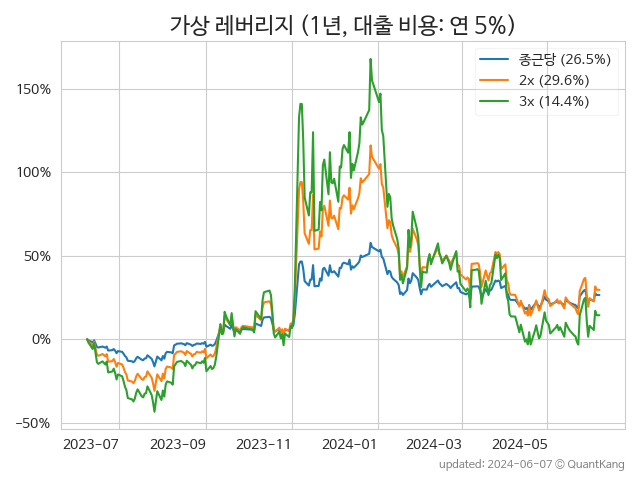 가상 레버리지 (1년, 대출 비용: 연 5%)
종근당 (26.5%)
2x (29.6%)
3x (14.4%)
150%
100%
50%
0%
−50%
2023−07
2023−09
2023−11
2024−01
2024−03
2024−05
updated: 2024-06-07 © QuantKang